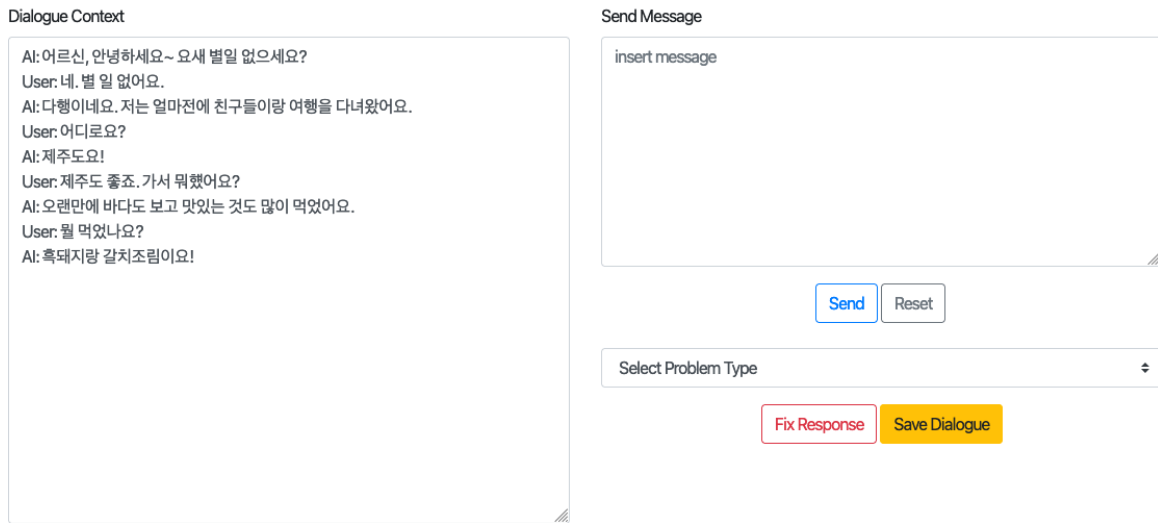 Dialogue Context
AI: 어르신, 안녕하세요~ 요새 별일 없으세요?
User: 네. 별 일 없어요.
AI: 다행이네요. 저는 얼마전에 친구들이랑 여행을 다녀왔어요.
User: 어디로요?
AI: 제주도요!
User: 제주도 좋죠. 가서 뭐했어요?
AI: 오랜만에 바다도 보고 맛있는 것도 많이 먹었어요.
User: 뭘 먹었나요?
AI: 흑돼지랑 갈치조림이요!
Send Message
insert message
Send
Reset
Select Problem Type
Fix Response
Save Dialogue